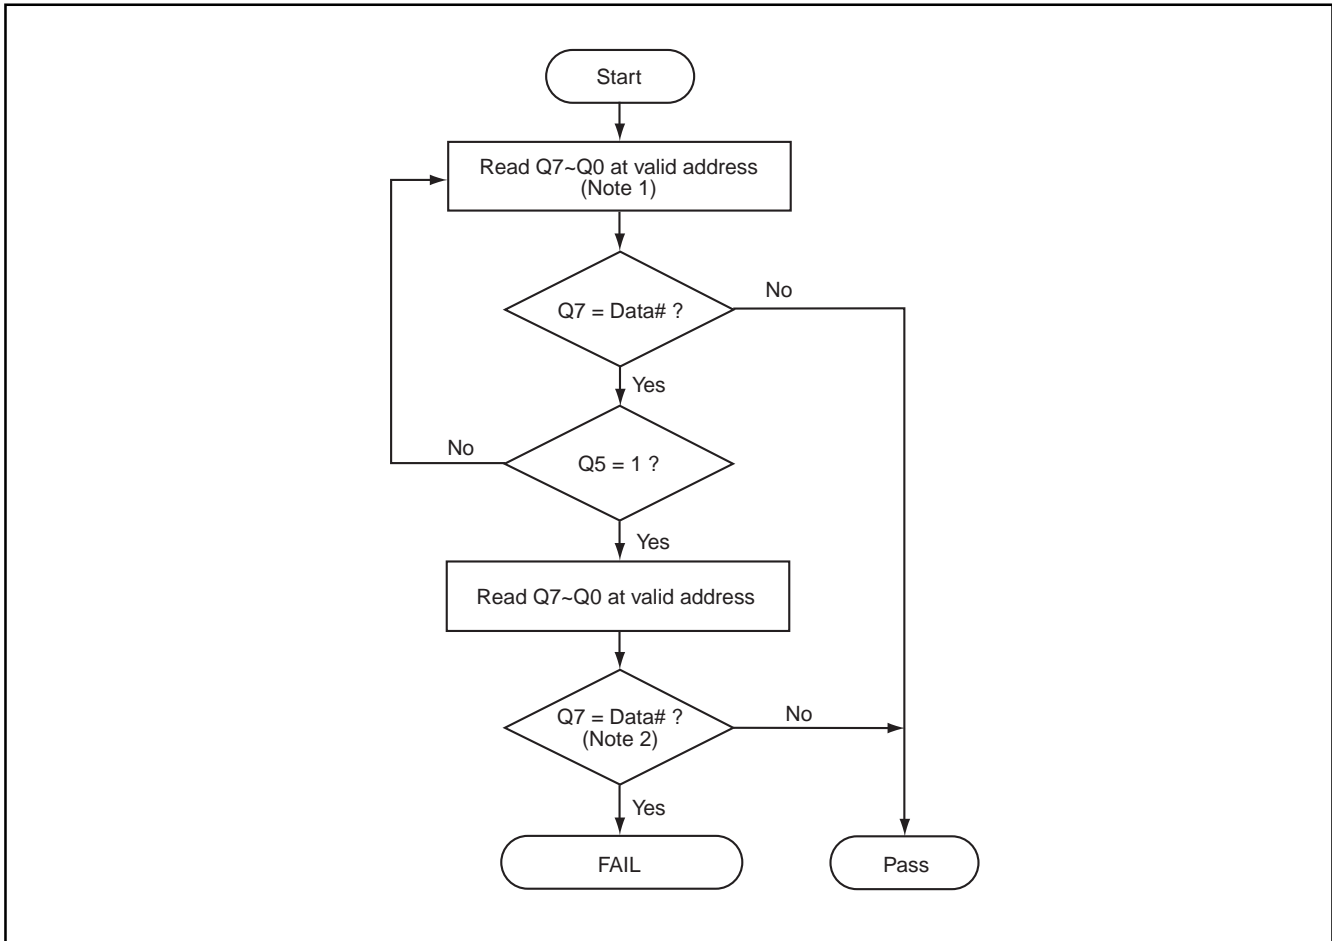 Start
Read Q7~Q0 at valid address
(Note 1)
Q7 = Data# ?
No
Yes
No
Q5 = 1 ?
Yes
Read Q7~Q0 at valid address
Q7 = Data# ?
(Note 2)
No
Yes
FAIL
Pass